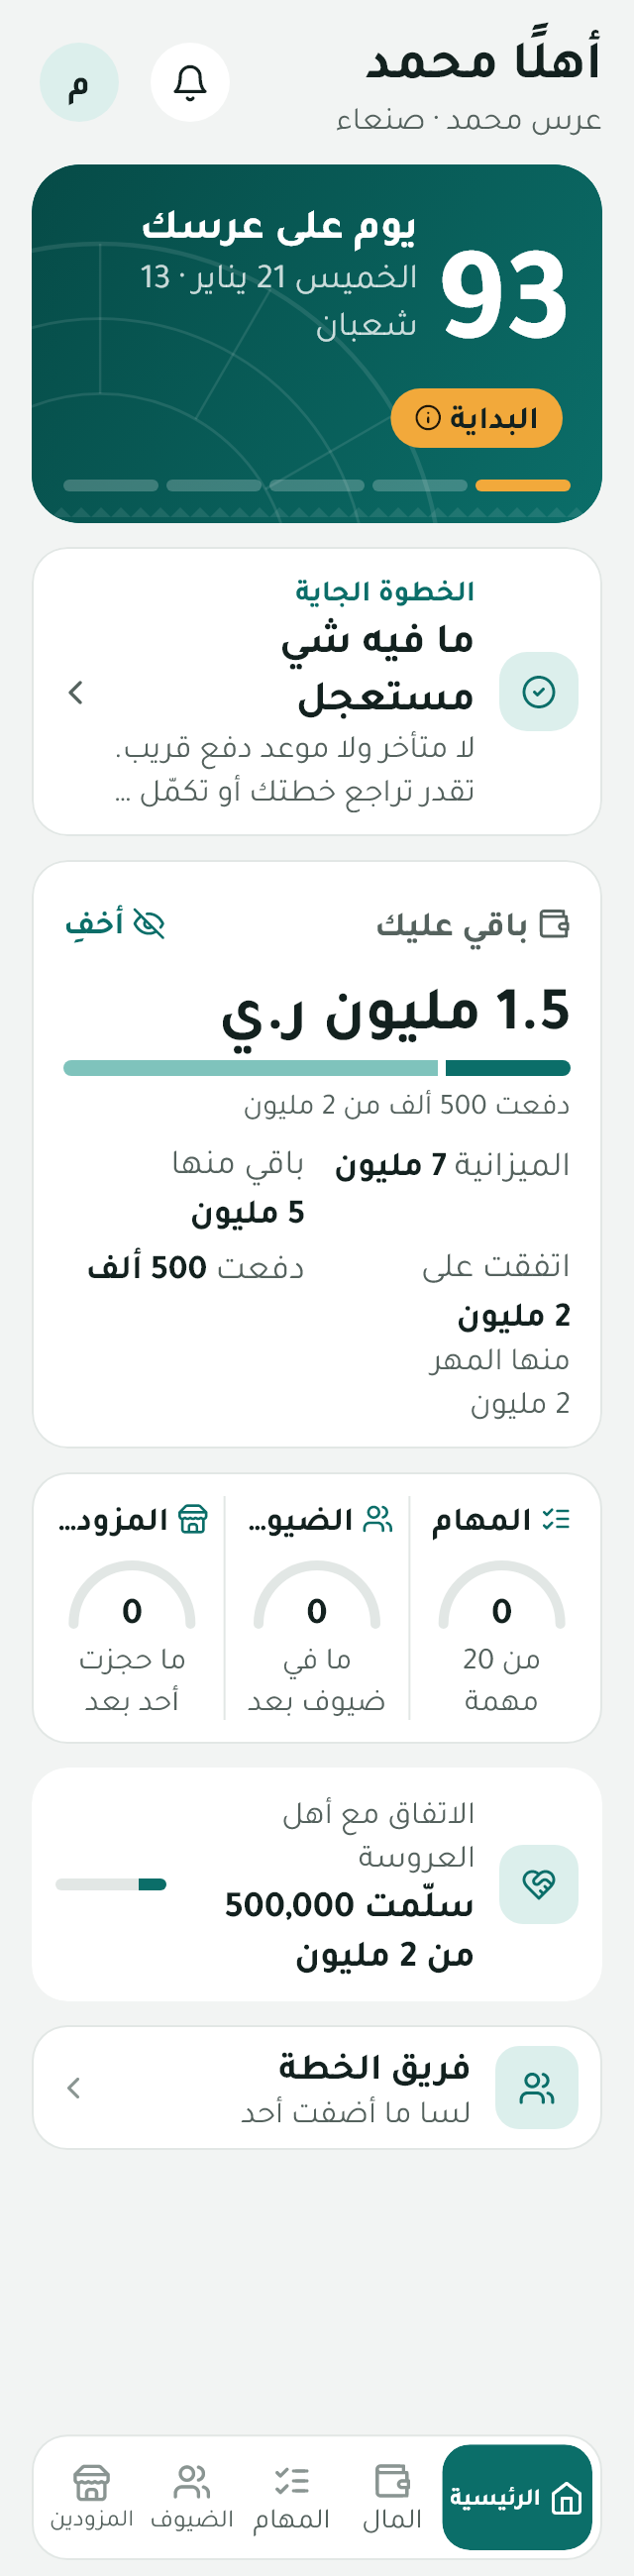 أهلًا محمد
م
عرس محمد · صنعاء
93
يوم على عرسك
الخميس 21 يناير · 13
شعبان
البداية
الخطوة الجاية
ما فيه شي
مستعجل
لا متأخر ولا موعد دفع قريب.
تقدر تراجع خطتك أو تكمّل ...
باقي عليك
أخفِ
1.5 مليون ر.ي
دفعت 500 ألف من 2 مليون
الميزانية 7 مليون
باقي منها
5 مليون
اتفقت على
2 مليون
منها المهر
2 مليون
دفعت 500 ألف
المهام
0
من 20
مهمة
الضيو...
0
ما في
ضيوف بعد
المزود...
0
ما حجزت
أحد بعد
الاتفاق مع أهل
العروسة
سلّمت 500,000
من 2 مليون
فريق الخطة
لسا ما أضفت أحد
الرئيسية
المال
المهام
الضيوف
المزودين